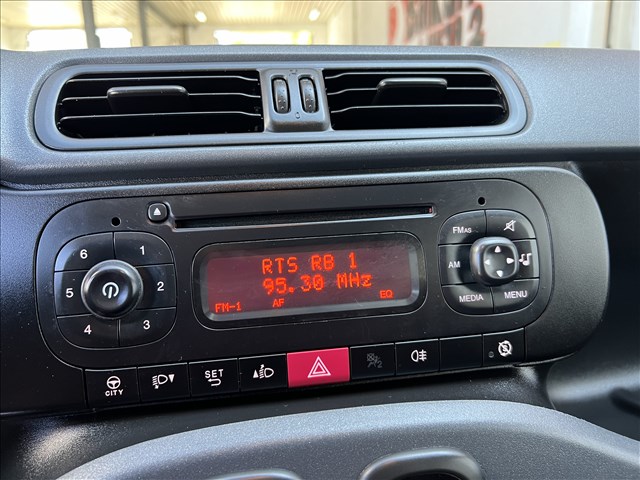 RTS RB 1
95.30 MHz
FM-1 AF EQ
6 1
5 2
4 3
FMAS
AM
MEDIA MENU
CITY SET 2